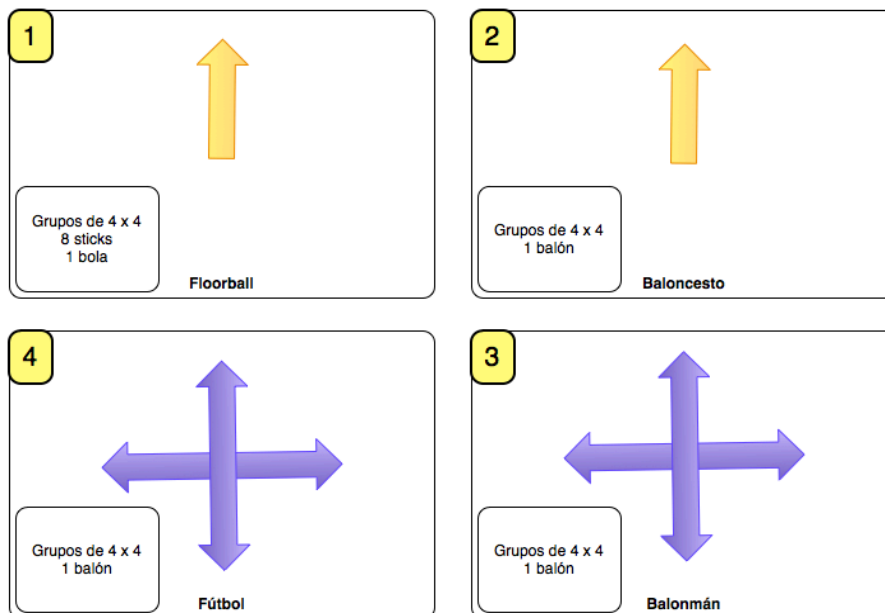 1
Grupos de 4 x 4
8 sticks
1 bola
Floorball
2
Grupos de 4 x 4
1 balón
Baloncesto
4
Grupos de 4 x 4
1 balón
Fútbol
3
Grupos de 4 x 4
1 balón
Balonmán